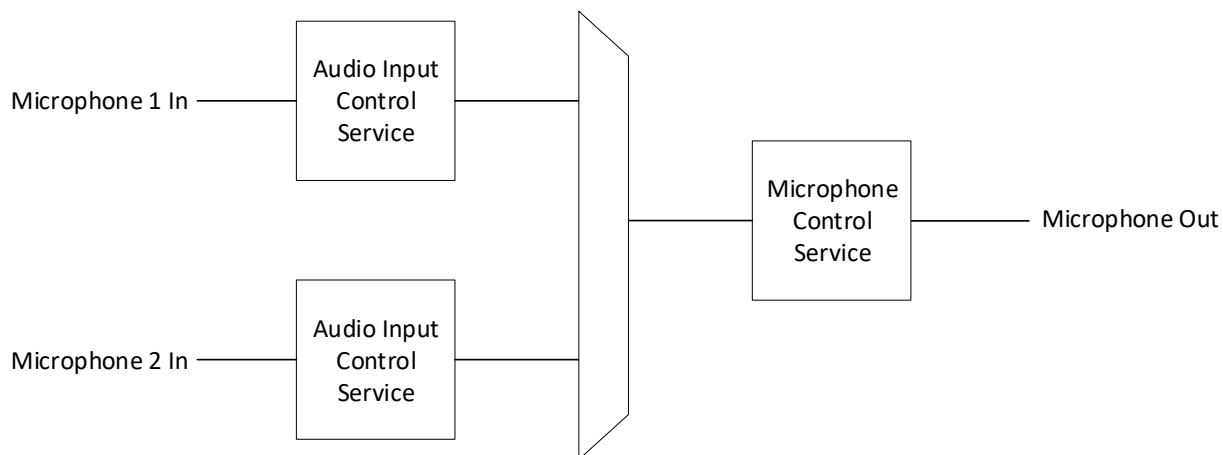 Microphone 1 In
Audio Input
Control
Service
Microphone 2 In
Audio Input
Control
Service
Microphone
Control
Service
Microphone Out